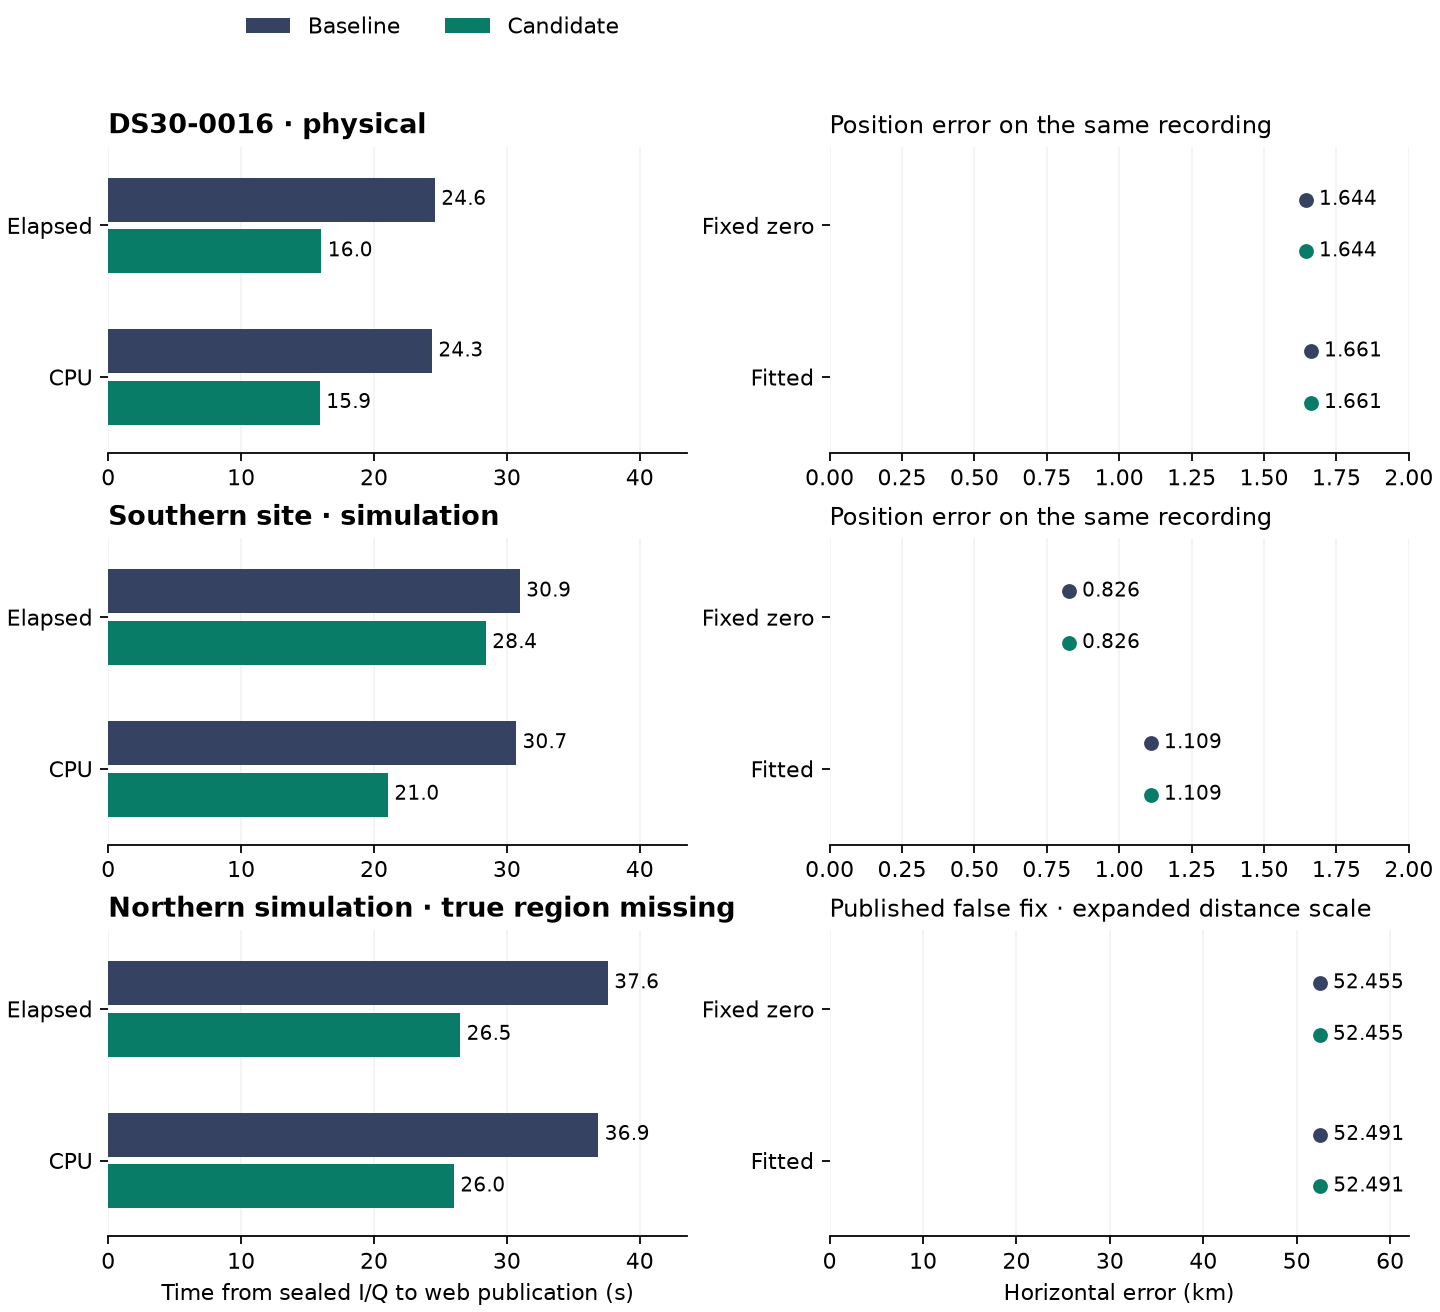 Baseline
Candidate
DS30-0016 · physical
Elapsed
24.6
16.0
CPU
24.3
15.9
0 10 20 30 40
Position error on the same recording
Fixed zero
1.644
1.644
Fitted
1.661
1.661
0.00 0.25 0.50 0.75 1.00 1.25 1.50 1.75 2.00
Southern site · simulation
Elapsed
30.9
28.4
CPU
30.7
21.0
0 10 20 30 40
Position error on the same recording
Fixed zero
0.826
0.826
Fitted
1.109
1.109
0.00 0.25 0.50 0.75 1.00 1.25 1.50 1.75 2.00
Northern simulation · true region missing
Elapsed
37.6
26.5
CPU
36.9
26.0
0 10 20 30 40
Time from sealed I/Q to web publication (s)
Published false fix · expanded distance scale
Fixed zero
52.455
52.455
Fitted
52.491
52.491
0 10 20 30 40 50 60
Horizontal error (km)